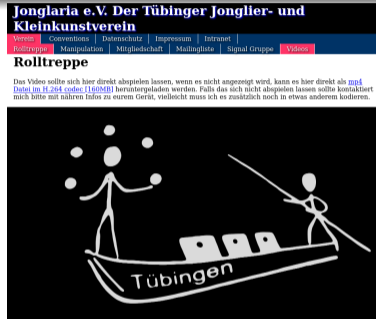 Jonglaria e.V. Der Tübinger Jonglier- und
Kleinkunstverein
Verein Conventions Datenschutz Impressum Intranet
Rolltreppe Manipulation Mitgliedschaft Mailingliste Signal Gruppe Videos
Rolltreppe
Das Video sollte sich hier direkt abspielen lassen, wenn es nicht angezeigt wird, kann es hier direkt als mp4
Datei im H.264 codec [160MB] heruntergeladen werden. Falls das sich nicht abspielen lassen sollte kontaktiert
mich bitte mit nähren Infos zu eurem Gerät, vielleicht muss ich es zusätzlich noch in etwas anderem kodieren.
Tübingen